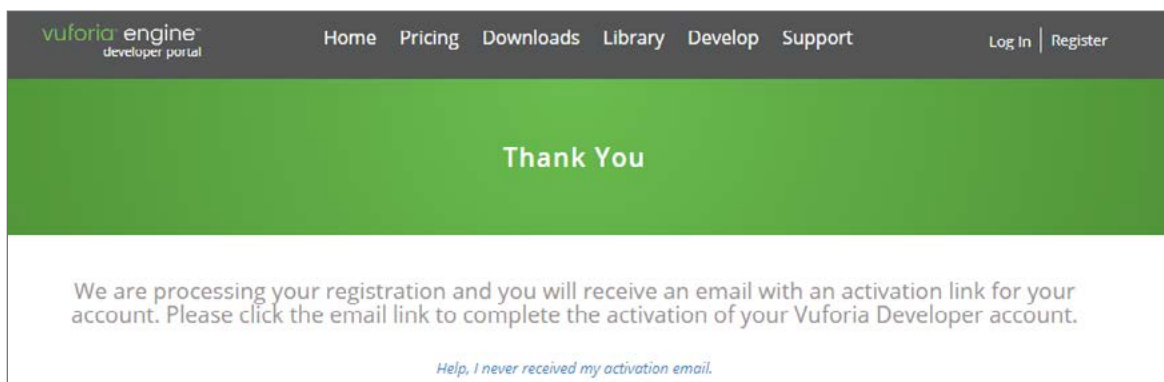 vuforia engine™
developer portal
Home Pricing Downloads Library Develop Support
Log In | Register
Thank You
We are processing your registration and you will receive an email with an activation link for your
account. Please click the email link to complete the activation of your Vuforia Developer account.
Help, I never received my activation email.